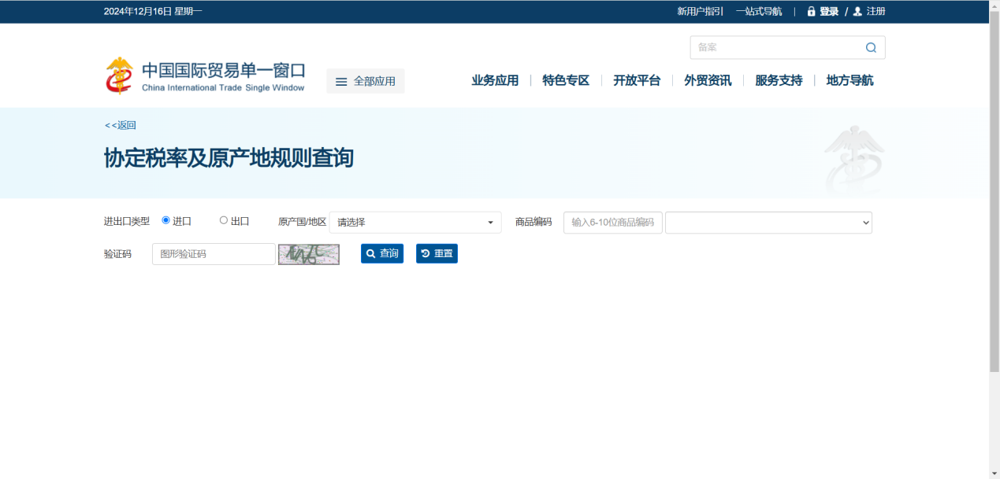 2024年12月16日 星期一 新用户指引 一站式导航 | 登录 / 注册
备案
中国国际贸易单一窗口
China International Trade Single Window
全部应用
业务应用 | 特色专区 | 开放平台 | 外贸资讯 | 服务支持 | 地方导航
<<返回
协定税率及原产地规则查询
进出口类型 进口 出口 原产国/地区 请选择 商品编码 输入6-10位商品编码
验证码 图形验证码 查询 重置